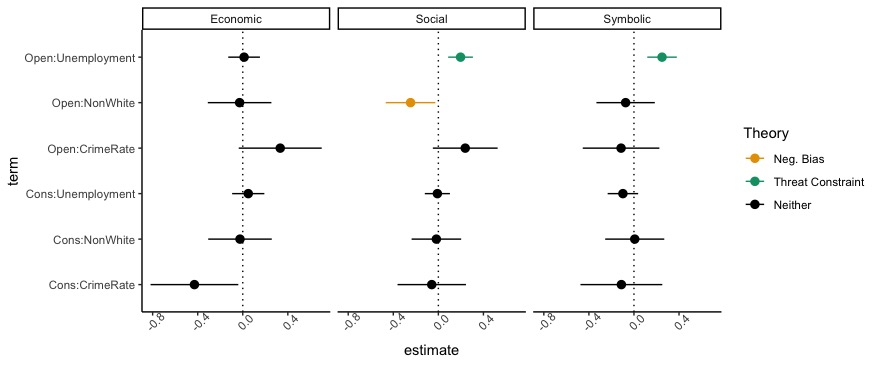 Economic
Social
Symbolic
term
Open:Unemployment
Open:NonWhite
Open:CrimeRate
Cons:Unemployment
Cons:NonWhite
Cons:CrimeRate
-0.8
-0.4
0.0
0.4
-0.8
-0.4
0.0
0.4
-0.8
-0.4
0.0
0.4
estimate
Theory
Neg. Bias
Threat Constraint
Neither